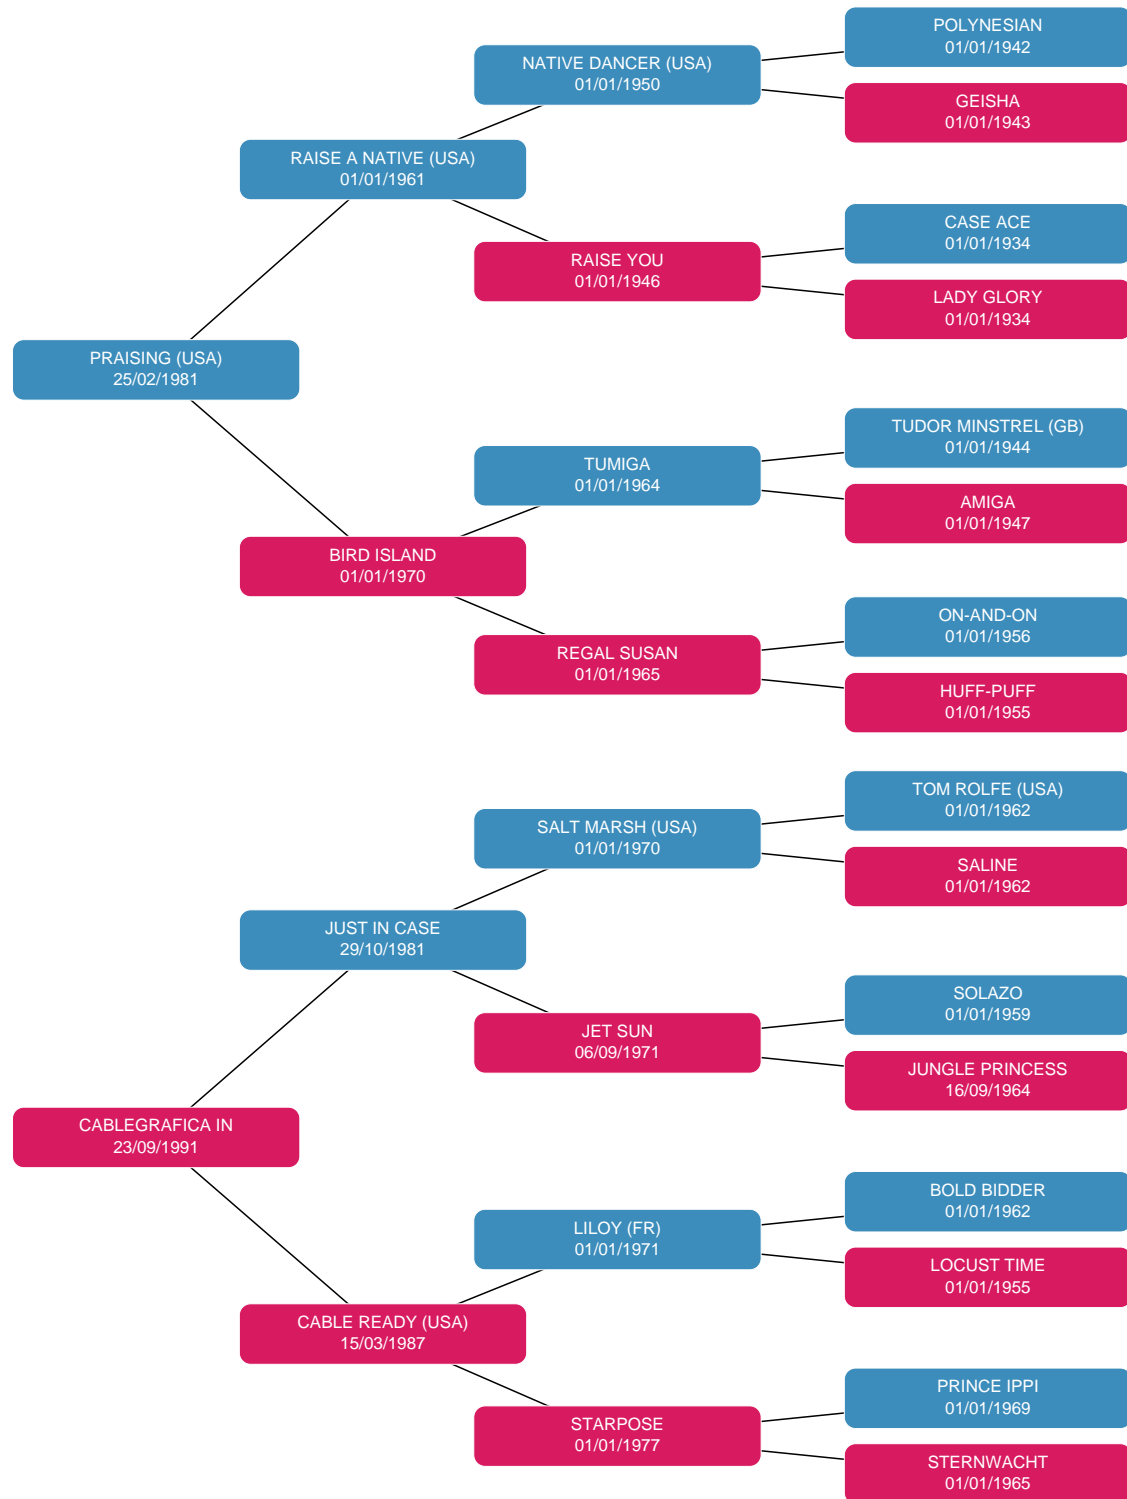 POLYNESIAN
01/01/1942
NATIVE DANCER (USA)
01/01/1950
GEISHA
01/01/1943
RAISE A NATIVE (USA)
01/01/1961
CASE ACE
01/01/1934
RAISE YOU
01/01/1946
LADY GLORY
01/01/1934
PRAISING (USA)
25/02/1981
TUDOR MINSTREL (GB)
01/01/1944
TUMIGA
01/01/1964
AMIGA
01/01/1947
BIRD ISLAND
01/01/1970
ON-AND-ON
01/01/1956
REGAL SUSAN
01/01/1965
HUFF-PUFF
01/01/1955
TOM ROLFE (USA)
01/01/1962
SALT MARSH (USA)
01/01/1970
SALINE
01/01/1962
JUST IN CASE
29/10/1981
SOLAZO
01/01/1959
JET SUN
06/09/1971
JUNGLE PRINCESS
16/09/1964
CABLEGRAFICA IN
23/09/1991
BOLD BIDDER
01/01/1962
LILOY (FR)
01/01/1971
LOCUST TIME
01/01/1955
CABLE READY (USA)
15/03/1987
PRINCE IPPI
01/01/1969
STARPOSE
01/01/1977
STERNWACHT
01/01/1965